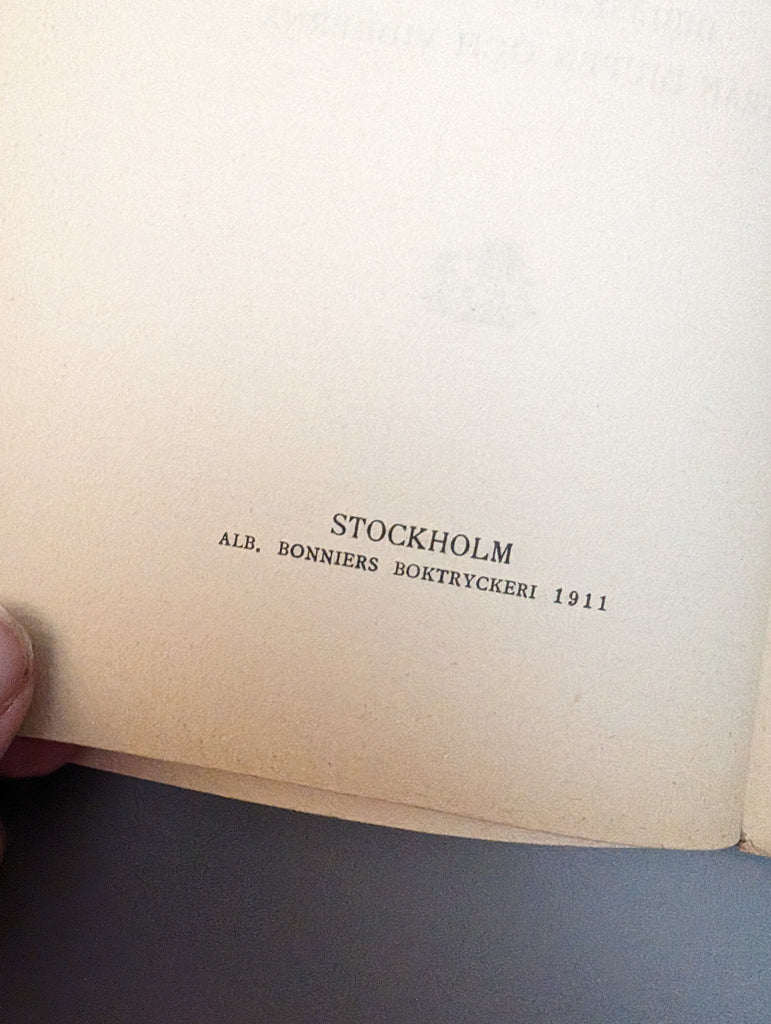 STOCKHOLM
ALB. BONNIERS BOKTRYCKERI 1911